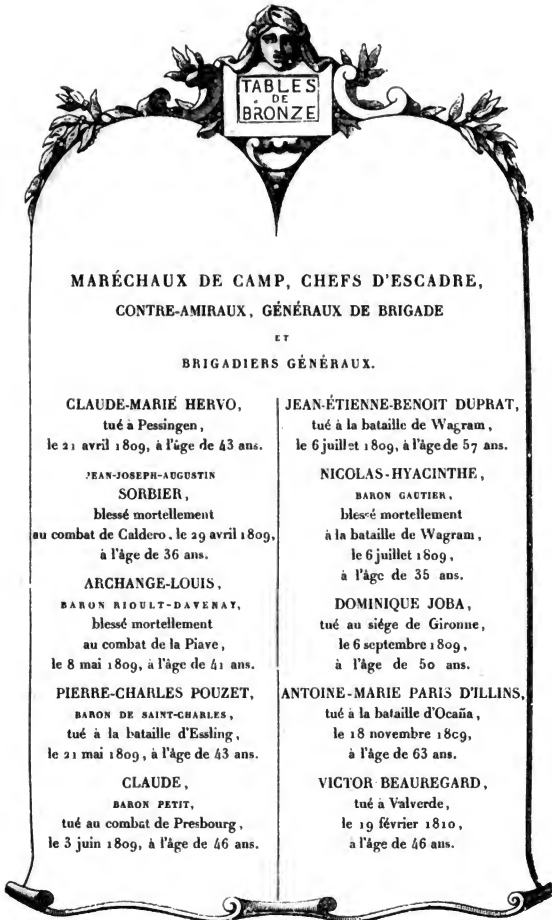 TABLES
DE
BRONZE
MARÉCHAUX DE CAMP, CHEFS D'ESCADRE,
CONTRE-AMIRAUX, GÉNÉRAUX DE BRIGADE
ET
BRIGADIERS GÉNÉRAUX.
CLAUDE-MARIE HERVO,
tué à Pessingen,
le 21 avril 1809, à l'âge de 43 ans.
JEAN-JOSEPH-AUGUSTIN
SORBIER,
blessé mortellement
au combat de Caldero, le 29 avril 1809,
à l'âge de 36 ans.
ARCHANGE-LOUIS,
BARON RIOULT-DAVENAY,
blessé mortellement
au combat de la Piave,
le 8 mai 1809, à l'âge de 41 ans.
PIERRE-CHARLES POUZET,
BARON DE SAINT-CHARLES,
tué à la bataille d'Essling,
le 21 mai 1809, à l'âge de 43 ans.
CLAUDE,
BARON PETIT,
tué au combat de Presbourg,
le 3 juin 1809, à l'âge de 46 ans.
JEAN-ÉTIENNE-BENOIT DUPRAT,
tué à la bataille de Wagram,
le 6 juillet 1809, à l'âge de 57 ans.
NICOLAS-HYACINTHE,
BARON GAUTIER,
blessé mortellement
à la bataille de Wagram,
le 6 juillet 1809,
à l'âge de 35 ans.
DOMINIQUE JOBA,
tué au siége de Gironne,
le 6 septembre 1809,
à l'âge de 50 ans.
ANTOINE-MARIE PARIS D'ILLINS,
tué à la bataille d'Ocaña,
le 18 novembre 1809,
à l'âge de 63 ans.
VICTOR BEAUREGARD,
tué à Valverde,
le 19 février 1810,
à l'âge de 46 ans.